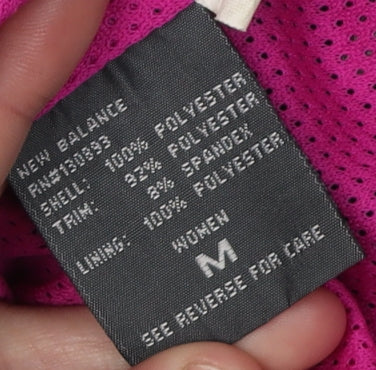 NEW BALANCE
RN#130893
SHELL: 100% POLYESTER
TRIM: 92% POLYESTER
8% SPANDEX
LINING: 100% POLYESTER
WOMEN
M
SEE REVERSE FOR CARE